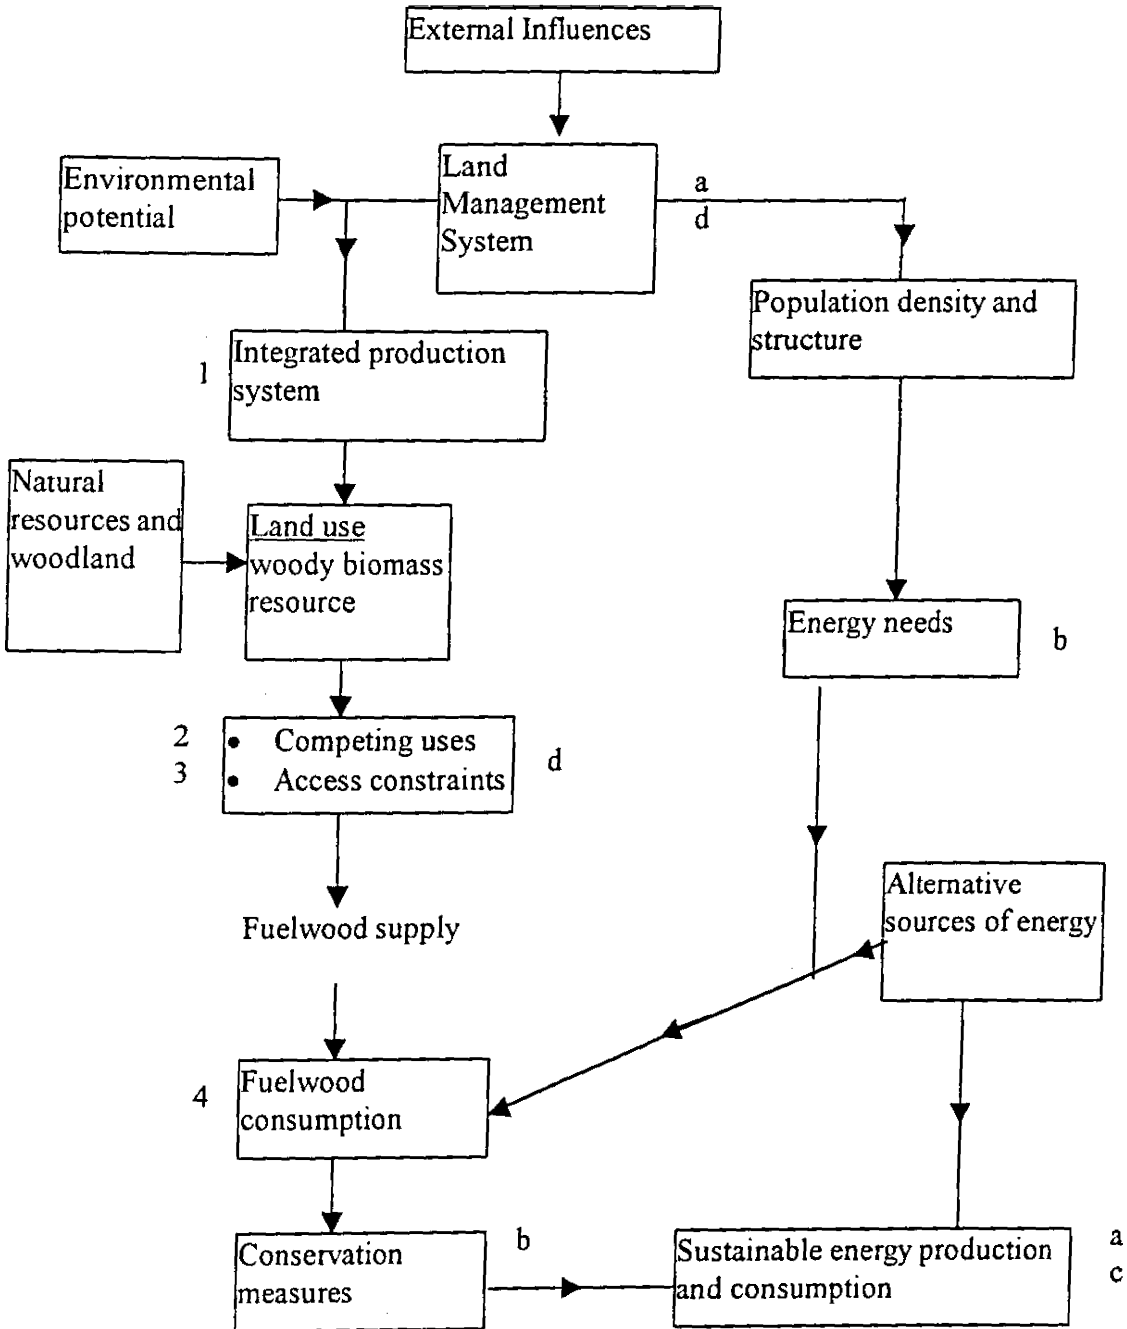 External Influences
Environmental
potential
Land
Management
System
a
d
Population density and
structure
1
Integrated production
system
Natural
resources and
woodland
Land use
woody biomass
resource
Energy needs
b
2
• Competing uses
3
• Access constraints
d
Alternative
sources of energy
Fuelwood supply
4
Fuelwood
consumption
Conservation
measures
b
Sustainable energy production
and consumption
a
c